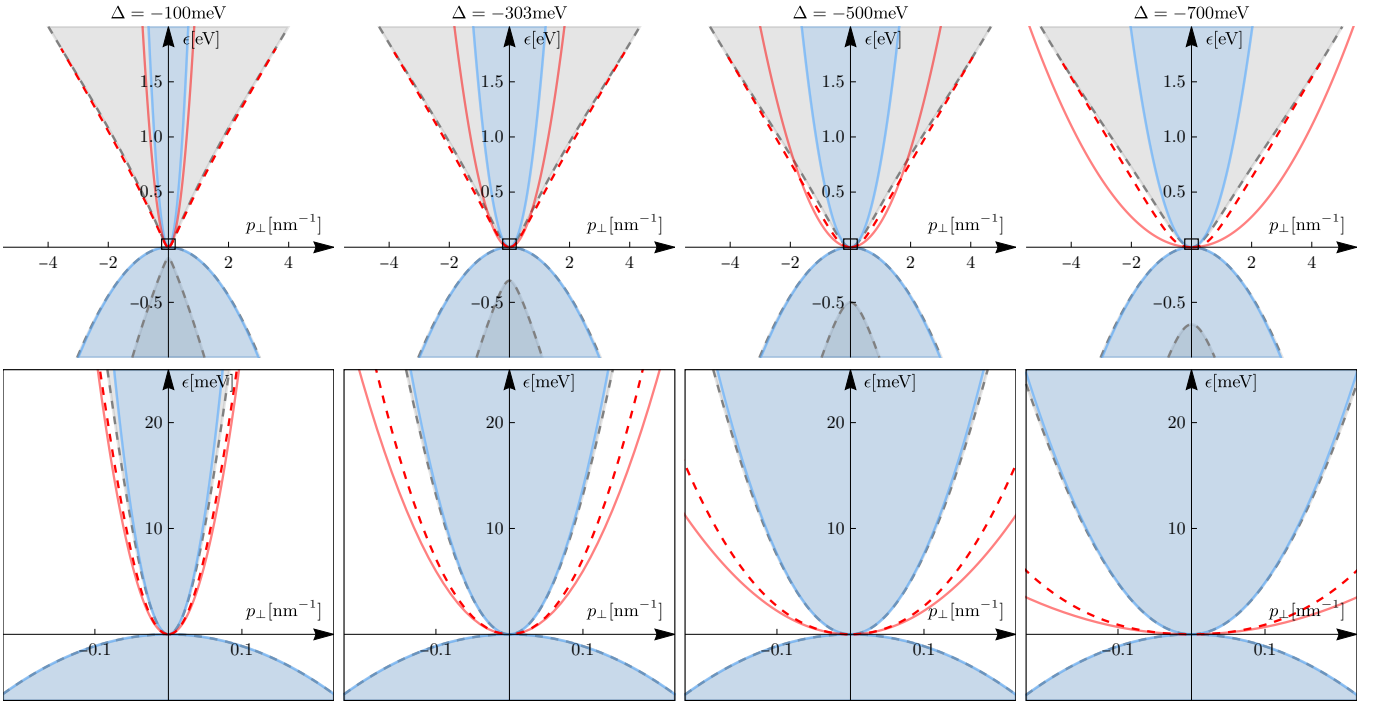 Δ = −100meV
ϵ[eV]
1.5
1.0
0.5
p⊥[nm⁻¹]
−4 −2 2 4
−0.5
Δ = −303meV
ϵ[eV]
1.5
1.0
0.5
p⊥[nm⁻¹]
−4 −2 2 4
−0.5
Δ = −500meV
ϵ[eV]
1.5
1.0
0.5
p⊥[nm⁻¹]
−4 −2 2 4
−0.5
Δ = −700meV
ϵ[eV]
1.5
1.0
0.5
p⊥[nm⁻¹]
−4 −2 2 4
−0.5
ϵ[meV]
20
10
p⊥[nm⁻¹]
−0.1 0.1
ϵ[meV]
20
10
p⊥[nm⁻¹]
−0.1 0.1
ϵ[meV]
20
10
p⊥[nm⁻¹]
−0.1 0.1
ϵ[meV]
20
10
p⊥[nm⁻¹]
−0.1 0.1